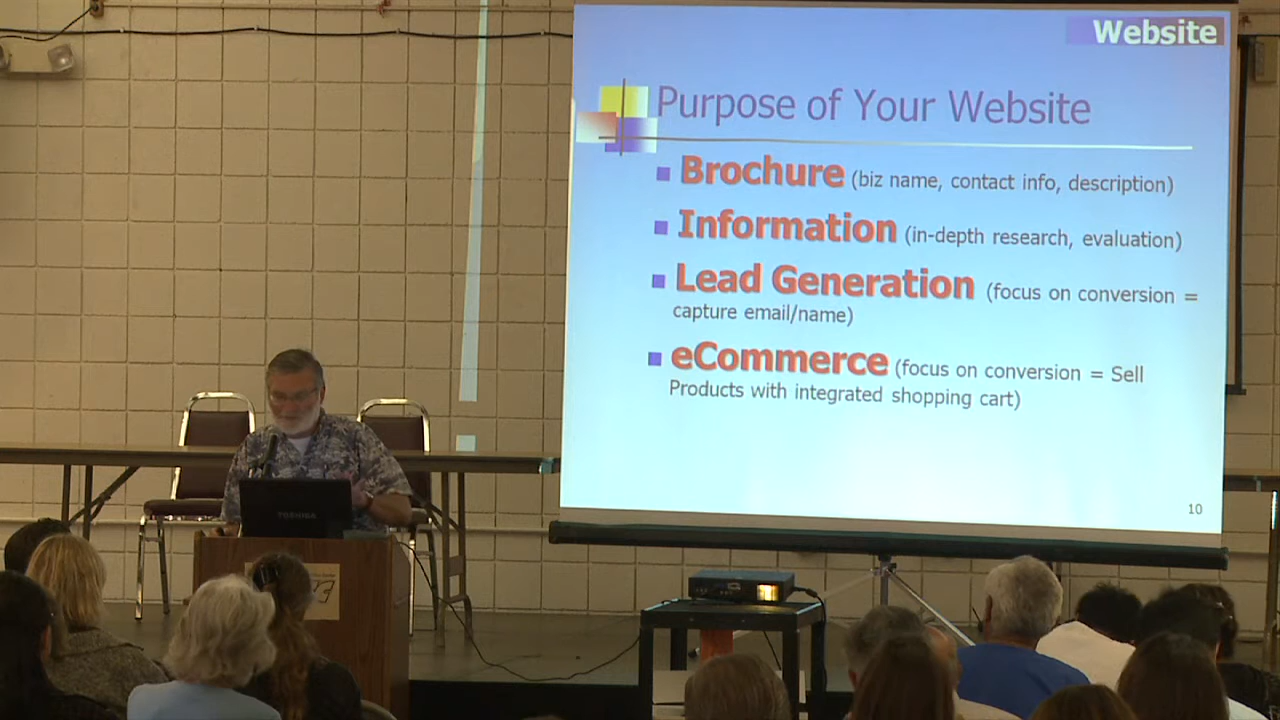 Website
Purpose of Your Website
Brochure (biz name, contact info, description)
Information (in-depth research, evaluation)
Lead Generation (focus on conversion =
capture email/name)
eCommerce (focus on conversion = Sell
Products with integrated shopping cart)
10
TOSHIBA